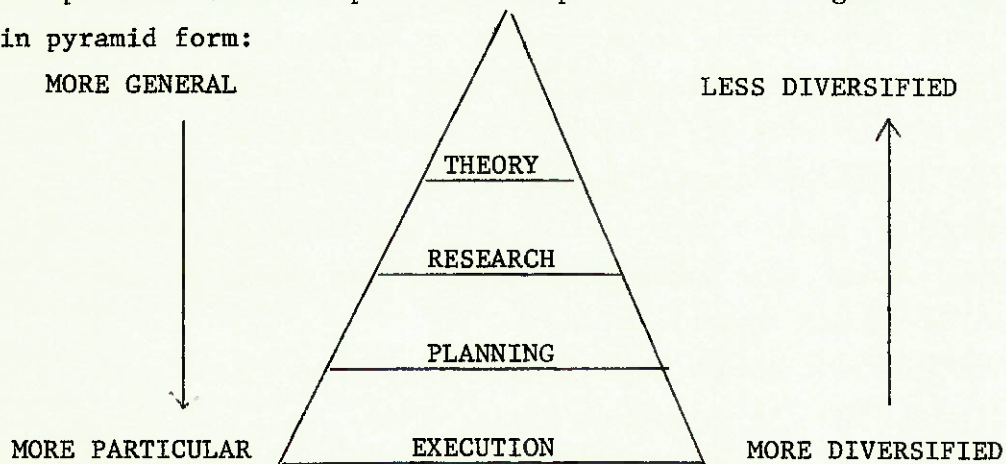 in pyramid form:
MORE GENERAL LESS DIVERSIFIED
THEORY
RESEARCH
PLANNING
MORE PARTICULAR EXECUTION MORE DIVERSIFIED